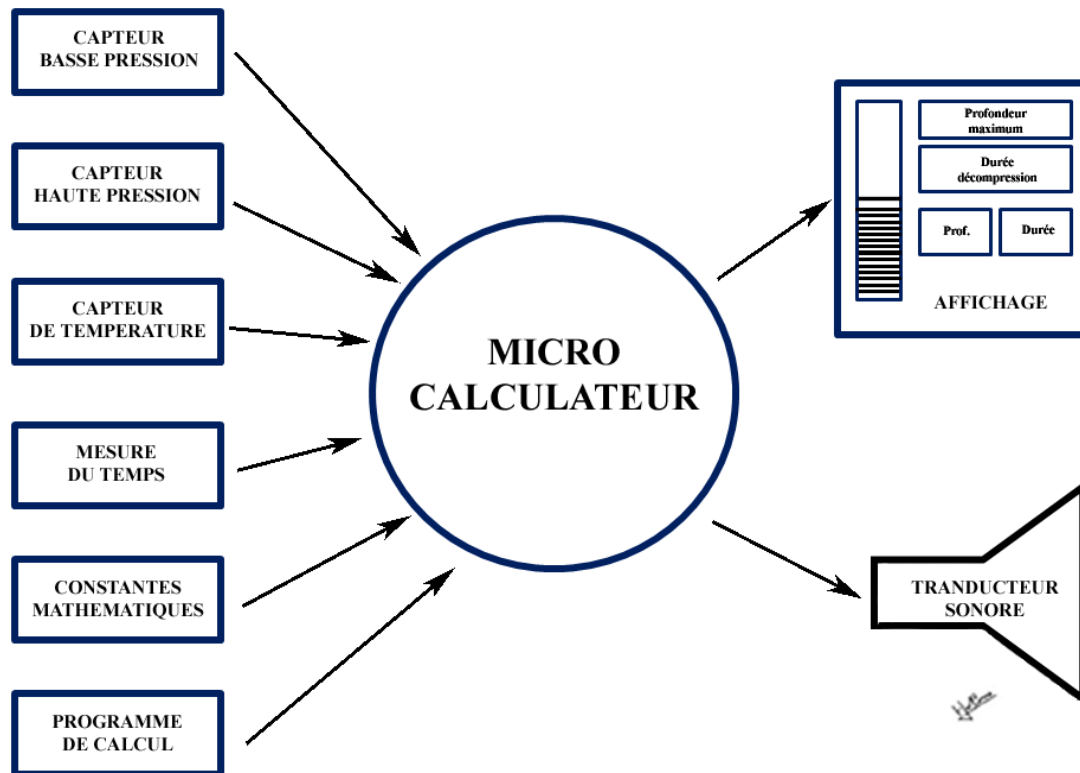 CAPTEUR
BASSE PRESSION
CAPTEUR
HAUTE PRESSION
CAPTEUR
DE TEMPERATURE
MESURE
DU TEMPS
CONSTANTES
MATHEMATIQUES
PROGRAMME
DE CALCUL
MICRO
CALCULATEUR
Profondeur
maximum
Durée
décompression
Prof.
Durée
AFFICHAGE
TRANDUCTEUR
SONORE